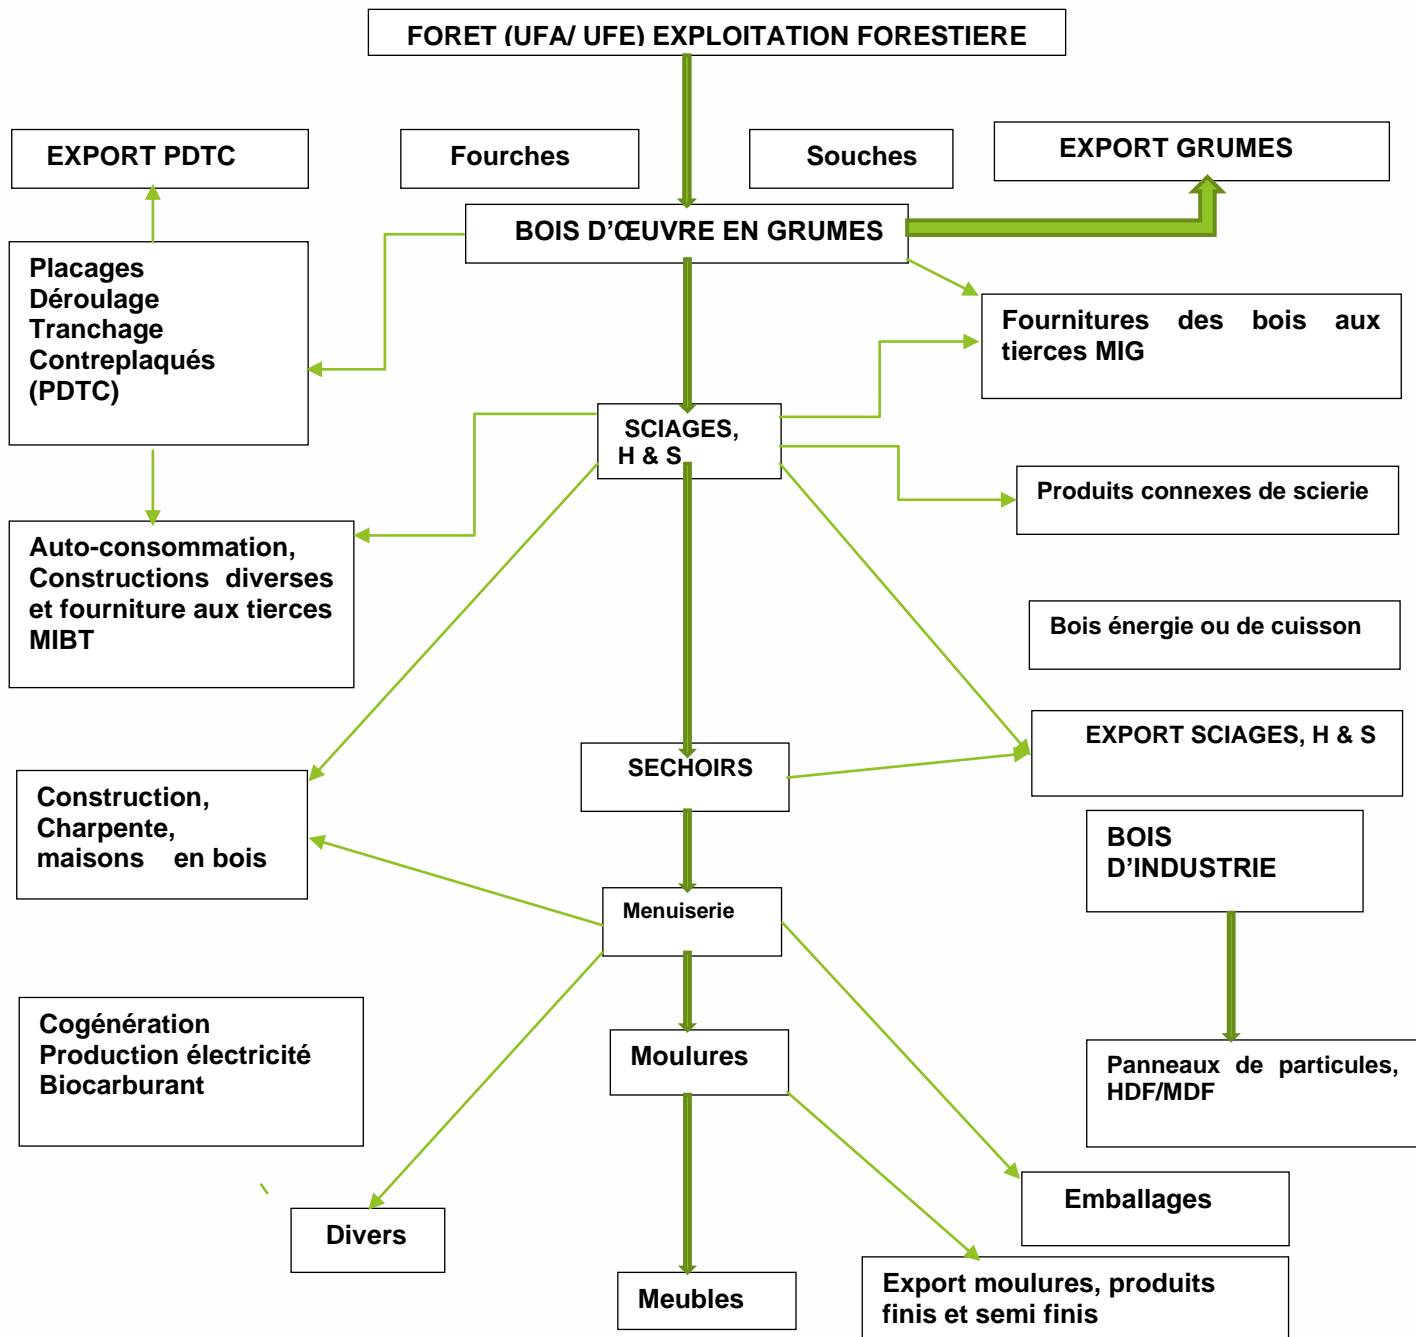 FORET (UFA/ UFE) EXPLOITATION FORESTIERE
EXPORT PDTC
Fourches
Souches
EXPORT GRUMES
BOIS D'ŒUVRE EN GRUMES
Placages
Déroulage
Tranchage
Contreplaqués
(PDTC)
Fournitures des bois aux
tierces MIG
SCIAGES,
H & S
Produits connexes de scierie
Auto-consommation,
Constructions diverses
et fourniture aux tierces
MIBT
Bois énergie ou de cuisson
EXPORT SCIAGES, H & S
SECHOIRS
Construction,
Charpente,
maisons en bois
BOIS
D'INDUSTRIE
Menuiserie
Cogénération
Production électricité
Biocarburant
Moulures
Panneaux de particules,
HDF/MDF
Emballages
Divers
Meubles
Export moulures, produits
finis et semi finis